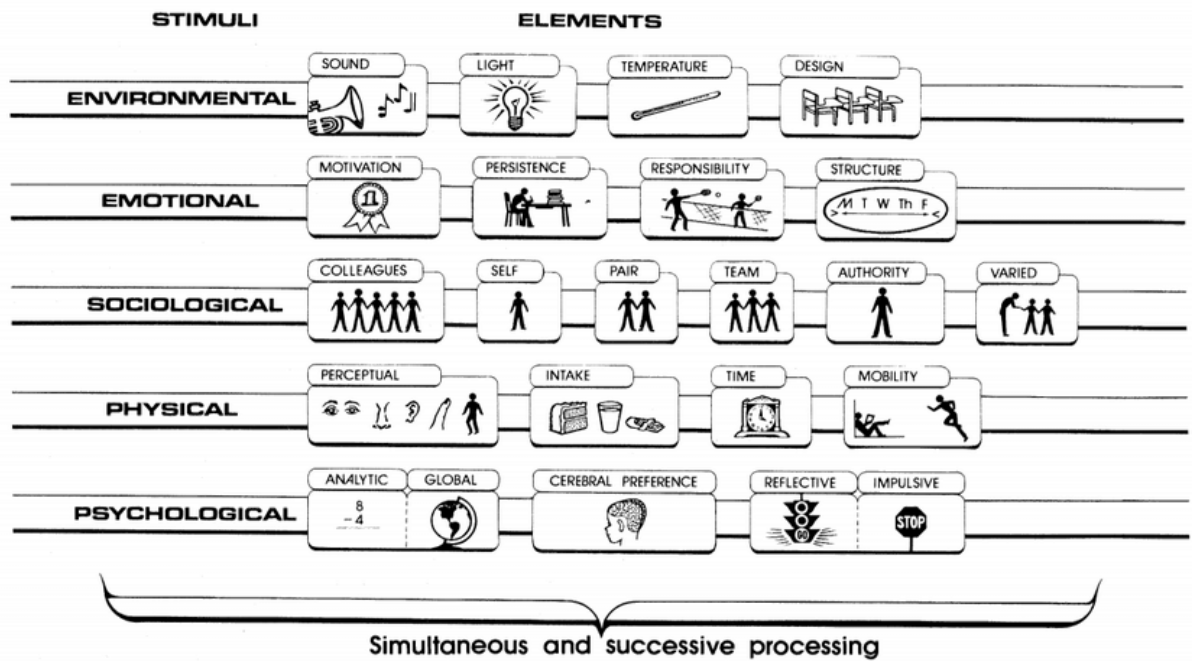 STIMULI ELEMENTS
SOUND LIGHT TEMPERATURE DESIGN
ENVIRONMENTAL
MOTIVATION PERSISTENCE RESPONSIBILITY STRUCTURE
EMOTIONAL
1
M T W Th F
COLLEAGUES SELF PAIR TEAM AUTHORITY VARIED
SOCIOLOGICAL
PERCEPTUAL INTAKE TIME MOBILITY
PHYSICAL
ANALYTIC GLOBAL CEREBRAL PREFERENCE REFLECTIVE IMPULSIVE
PSYCHOLOGICAL
8
-4
GO
STOP
Simultaneous and successive processing